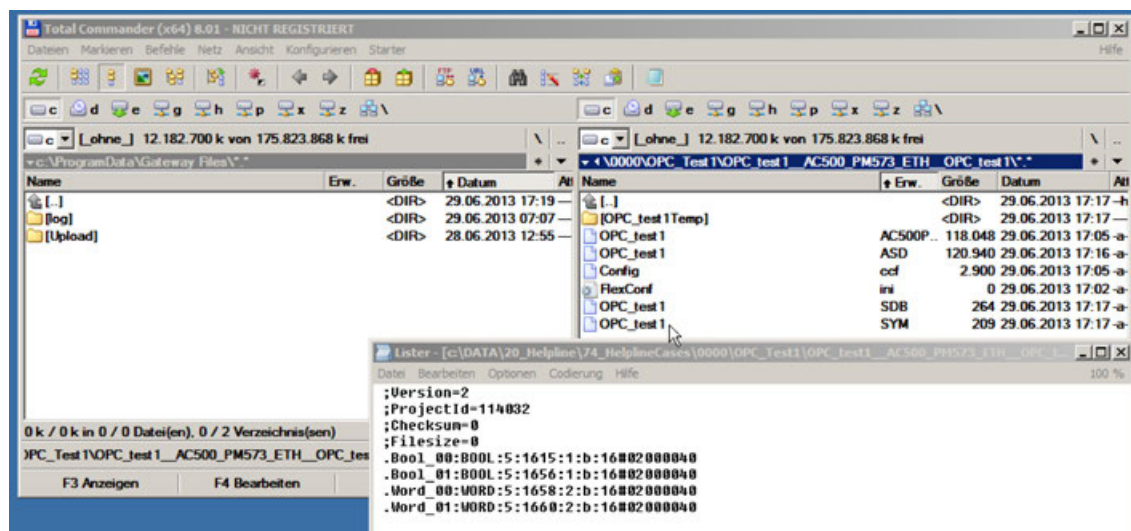 Total Commander (x64) 8.01 - NICHT REGISTRIERT
Dateien Markieren Befehle Netz Ansicht Konfigurieren Starter Hilfe
c d e g h p x z \
c d e g h p x z \
c [_ohne_] 12.182.700 k von 175.823.868 k frei \ ..
c [_ohne_] 12.182.700 k von 175.823.868 k frei \ ..
c:\ProgramData\Gateway Files\*.* * 
\0000\OPC_Test1\OPC_test1__AC500_PM573_ETH__OPC_test1\*.* *
Name Erw. Größe Datum Att
[..] <DIR> 29.06.2013 17:19 —
[log] <DIR> 29.06.2013 07:07 —
[Upload] <DIR> 28.06.2013 12:55 —
0 k / 0 k in 0 / 0 Datei(en), 0 / 2 Verzeichnis(sen)
PC_Test1\OPC_test1__AC500_PM573_ETH__OPC_tes
F3 Anzeigen F4 Bearbeiten
Name Erw. Größe Datum Att
[..] <DIR> 29.06.2013 17:17 —h
[OPC_test1Temp] <DIR> 29.06.2013 17:17 —
OPC_test1 AC500P.. 118.048 29.06.2013 17:05 -a-
OPC_test1 ASD 120.940 29.06.2013 17:16 -a-
Config ccf 2.900 29.06.2013 17:05 -a-
FlexConf ini 0 29.06.2013 17:02 -a-
OPC_test1 SDB 264 29.06.2013 17:17 -a-
OPC_test1 SYM 209 29.06.2013 17:17 -a-
Lister - [c:\DATA\20_Helpline\74_HelplineCases\0000\OPC_Test1\OPC_test1__AC500_PM573_ETH__OPC_t...
Datei Bearbeiten Optionen Codierung Hilfe 100 %
;Version=2
;ProjectId=114032
;Checksum=0
;Filesize=0
.Bool_00:BOOL:5:1615:1:b:16#02000040
.Bool_01:BOOL:5:1656:1:b:16#02000040
.Word_00:WORD:5:1658:2:b:16#02000040
.Word_01:WORD:5:1660:2:b:16#02000040